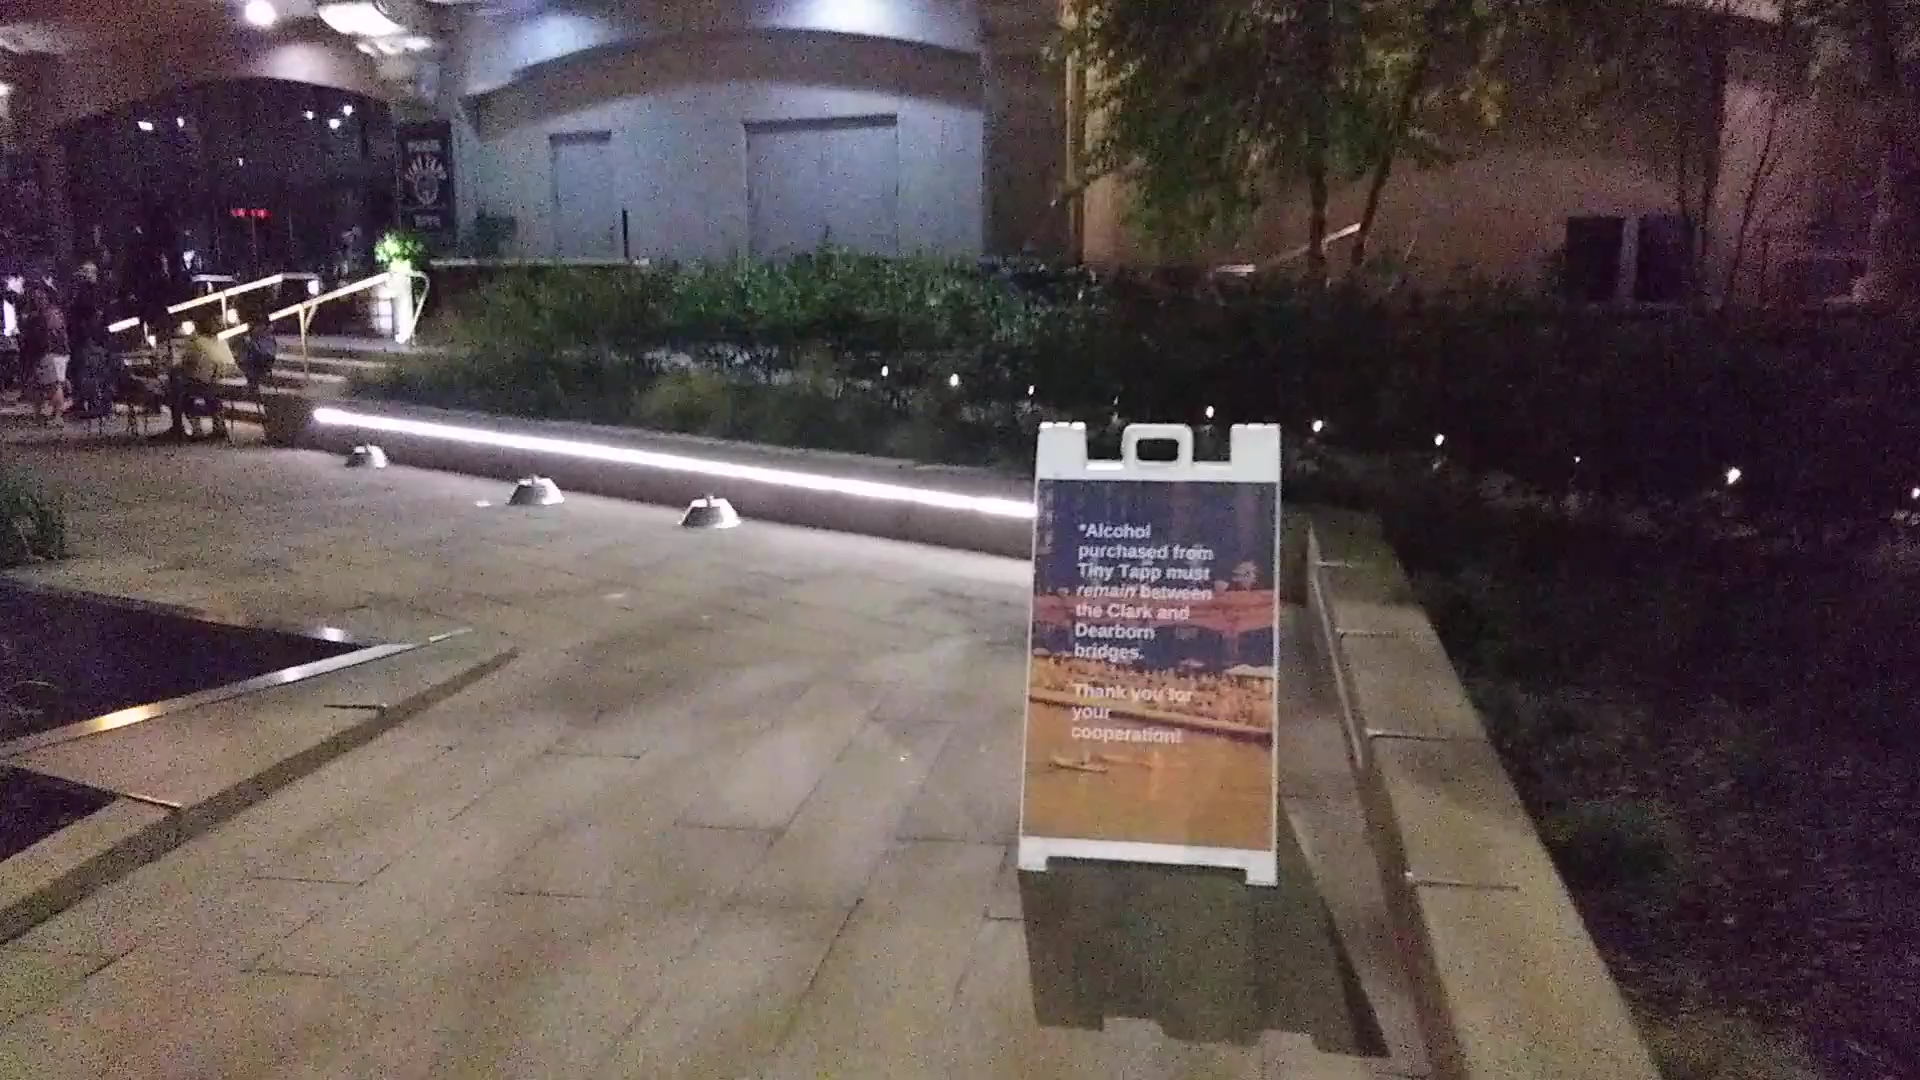 *Alcohol
purchased from
Tiny Tapp must
remain between
the Clark and
Dearborn
bridges.
Thank you for
your
cooperation!